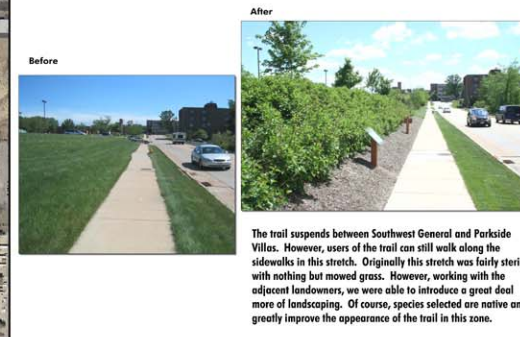 After
Before
The trail suspends between Southwest General and Parkside
Villas. However, users of the trail can still walk along the
sidewalks in this stretch. Originally this stretch was fairly
with nothing but mowed grass. However, working with the
adjacent landowners, we were able to introduce a great deal
more of landscaping. Of course, species selected are native
greatly improve the appearance of the trail in this zone.